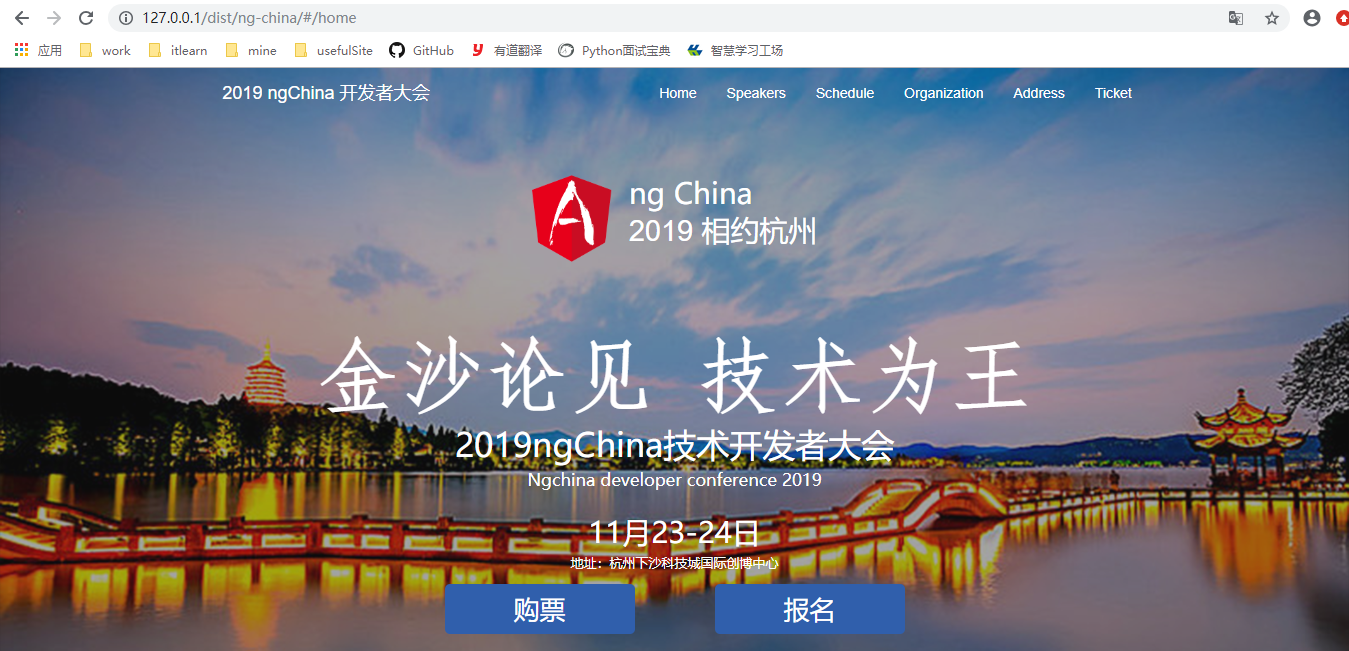 127.0.0.1/dist/ng-china/#/home
应用 work itlearn mine usefulSite GitHub 有道翻译 Python面试宝典 智慧学习工场
2019 ngChina 开发者大会 Home Speakers Schedule Organization Address Ticket
ng China
2019 相约杭州
金沙论见 技术为王
2019ngChina技术开发者大会
Ngchina developer conference 2019
11月23-24日
地址：杭州下沙科技城国际创博中心
购票 报名